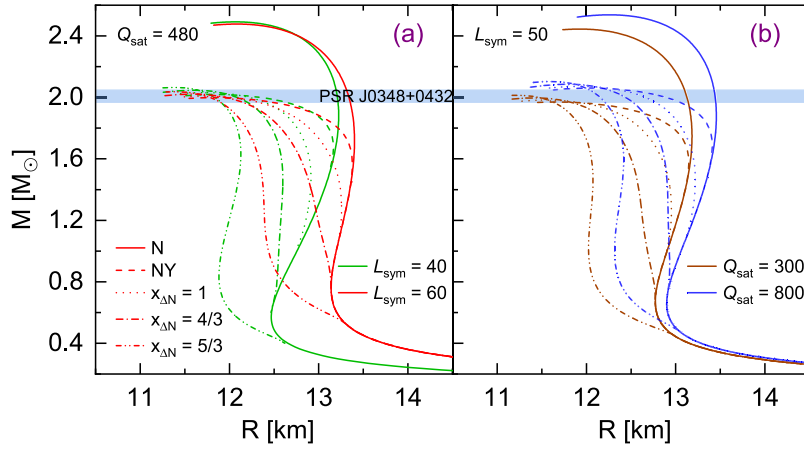 Q_sat = 480
(a)
L_sym = 50
(b)
PSR J0348+0432
N
NY
x_ΔN = 1
x_ΔN = 4/3
x_ΔN = 5/3
L_sym = 40
L_sym = 60
Q_sat = 300
Q_sat = 800
M [M_⊙]
2.4
2.0
1.6
1.2
0.8
0.4
11 12 13 14 11 12 13 14
R [km] R [km]